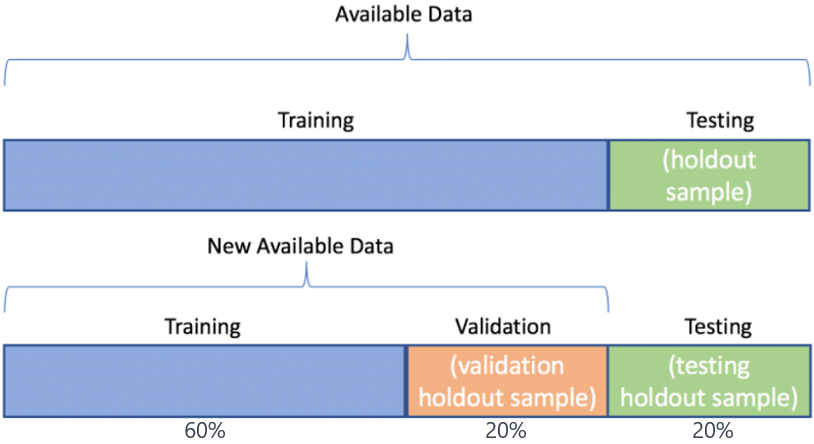 Available Data
Training
Testing
(holdout
sample)
New Available Data
Training
Validation
Testing
(validation
holdout sample)
(testing
holdout sample)
60%
20%
20%